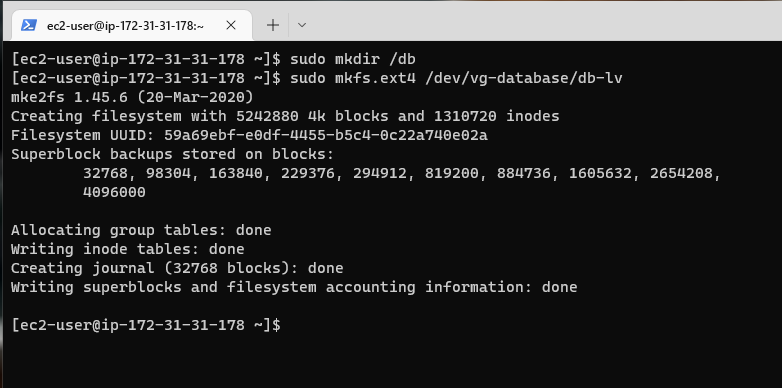 ec2-user@ip-172-31-31-178:~
[ec2-user@ip-172-31-31-178 ~]$ sudo mkdir /db
[ec2-user@ip-172-31-31-178 ~]$ sudo mkfs.ext4 /dev/vg-database/db-lv
mke2fs 1.45.6 (20-Mar-2020)
Creating filesystem with 5242880 4k blocks and 1310720 inodes
Filesystem UUID: 59a69ebf-e0df-4455-b5c4-0c22a740e02a
Superblock backups stored on blocks:
        32768, 98304, 163840, 229376, 294912, 819200, 884736, 1605632, 2654208,
        4096000
Allocating group tables: done
Writing inode tables: done
Creating journal (32768 blocks): done
Writing superblocks and filesystem accounting information: done
[ec2-user@ip-172-31-31-178 ~]$